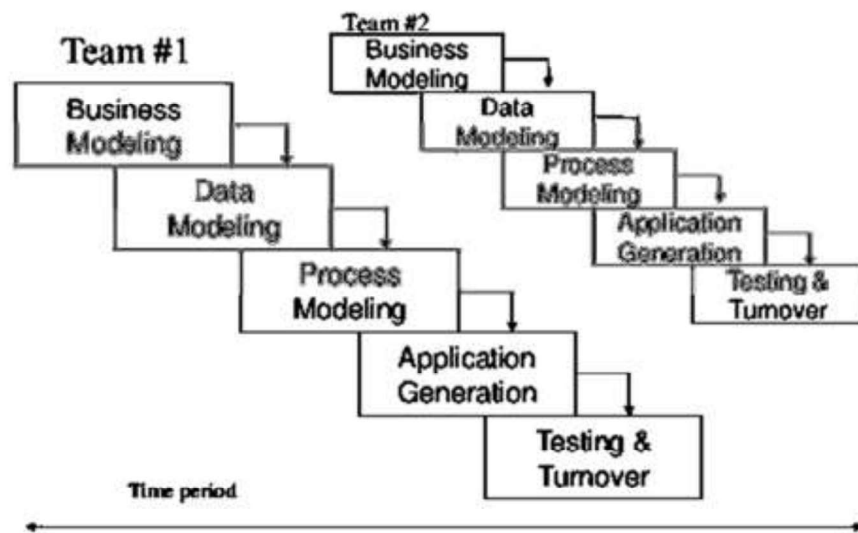 Team #1
Business
Modeling
Data
Modeling
Process
Modeling
Application
Generation
Testing &
Turnover
Team #2
Business
Modeling
Data
Modeling
Process
Modeling
Application
Generation
Testing &
Turnover
Time period